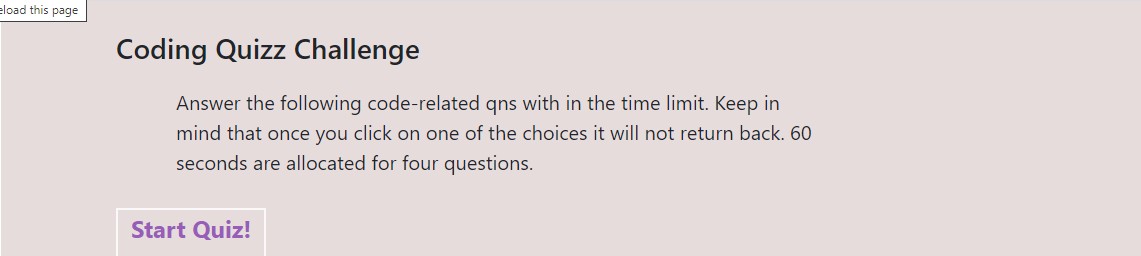 eload this page
Coding Quizz Challenge
Answer the following code-related qns with in the time limit. Keep in
mind that once you click on one of the choices it will not return back. 60
seconds are allocated for four questions.
Start Quiz!